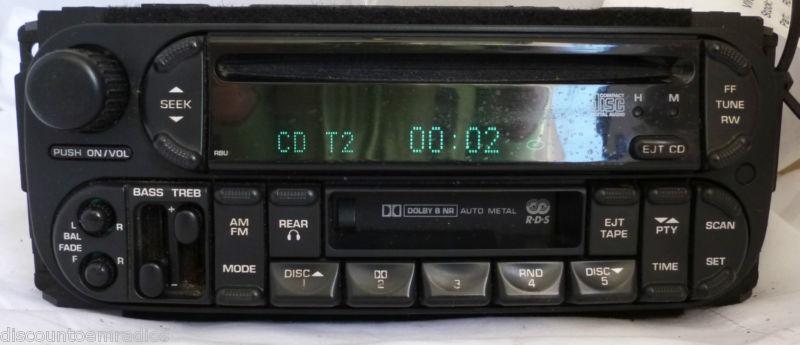 SEEK
PUSH ON/VOL
RBU
CD T2 00:02
COMPACT
DISC
DIGITAL AUDIO
H M
EJT CD
FF
TUNE
RW
BASS TREB
+
−
L R
BAL
FADE
F R
AM
FM
MODE
REAR
DOLBY B NR AUTO METAL
R·D·S
EJT
TAPE
PTY
TIME
SCAN
SET
DISC
1
2
3
RND
4
DISC
5
discountoemradios